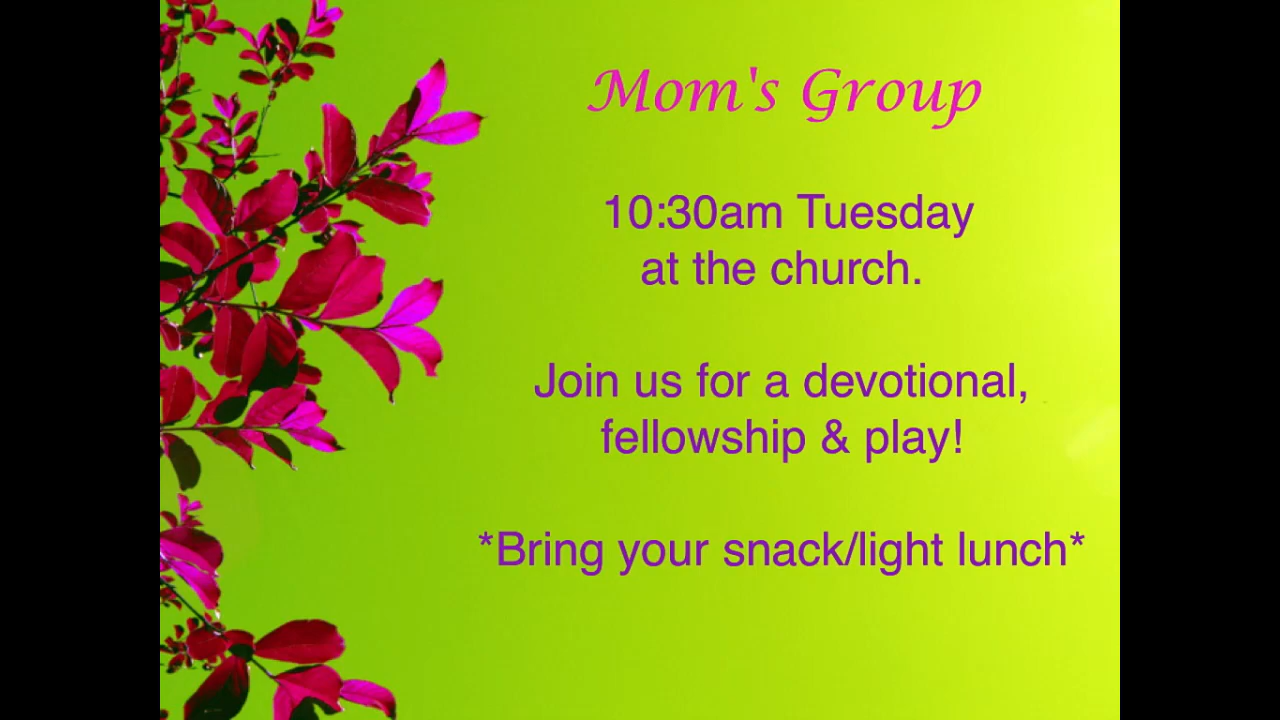 Mom's Group
10:30am Tuesday
at the church.
Join us for a devotional,
fellowship & play!
*Bring your snack/light lunch*